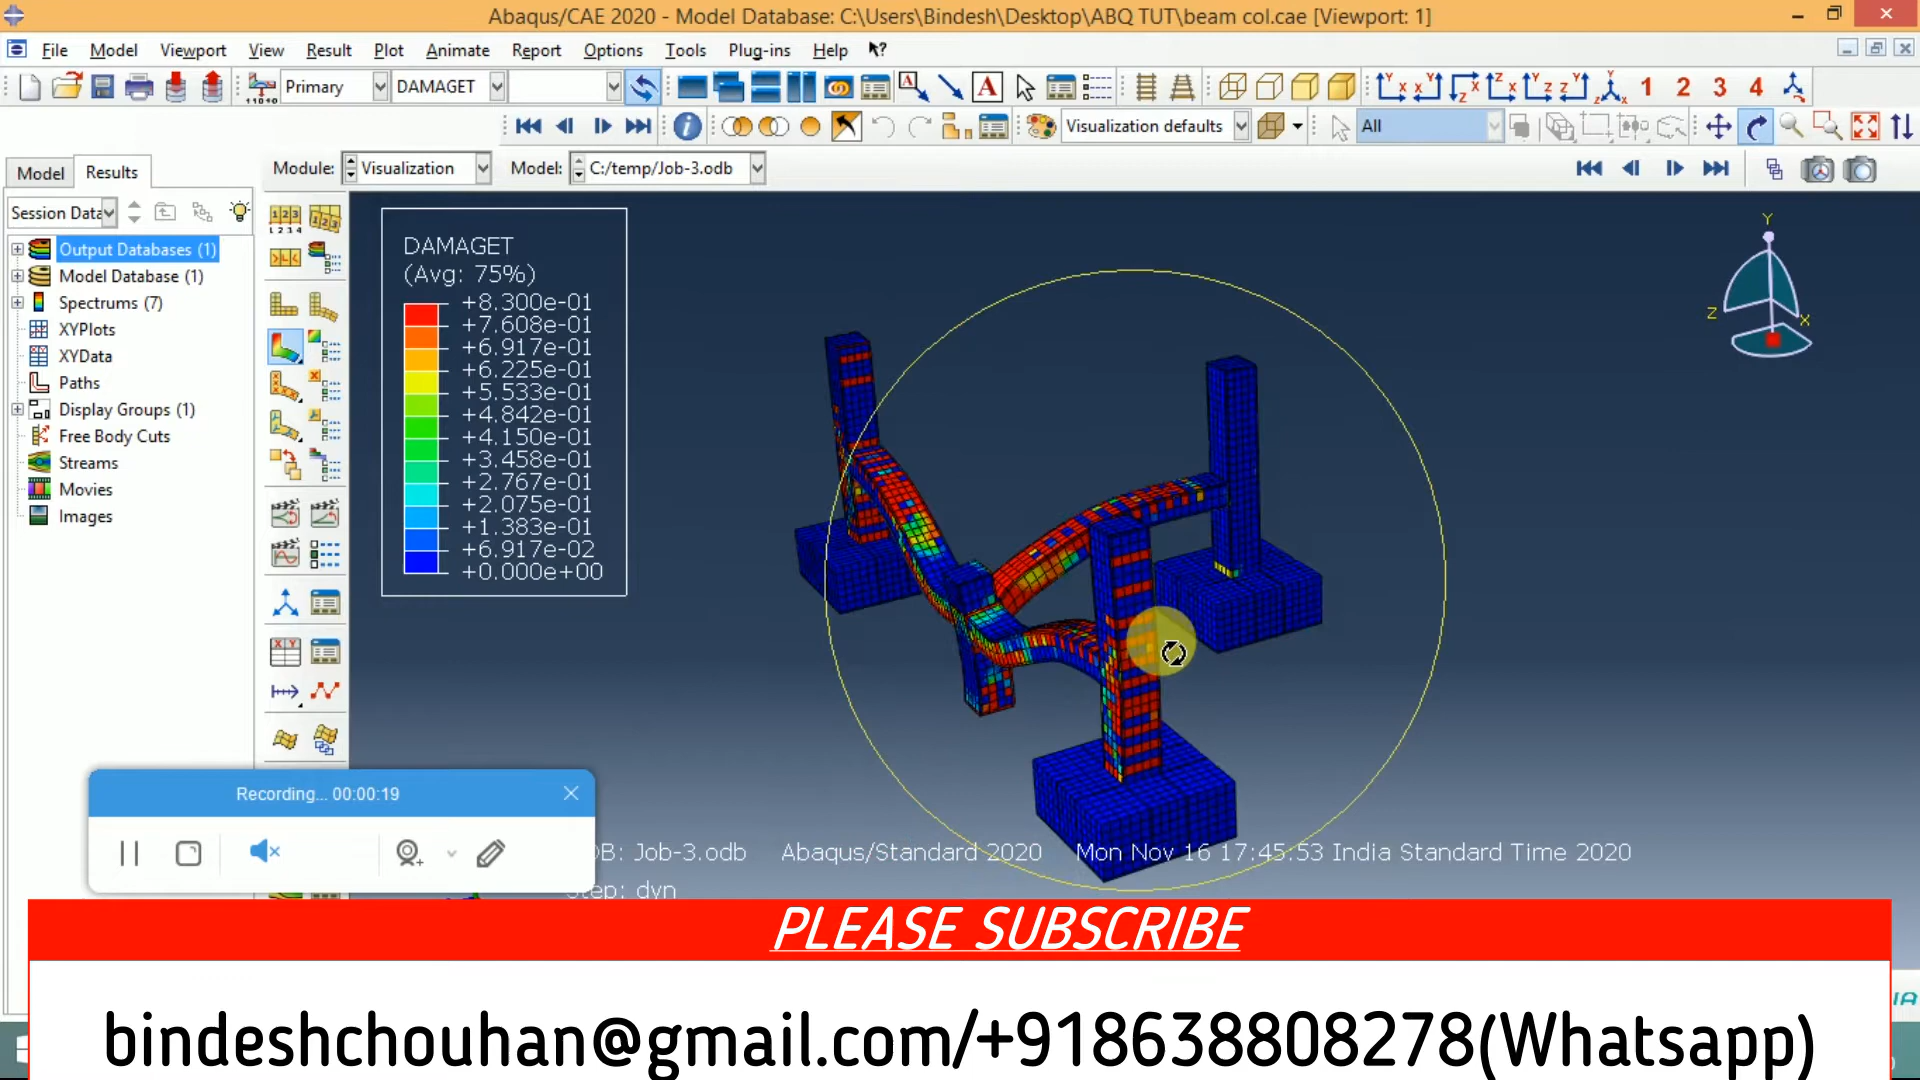 Abaqus/CAE 2020 - Model Database: C:\Users\Bindesh\Desktop\ABQ TUT\beam col.cae [Viewport: 1]
File Model Viewport View Result Plot Animate Report Options Tools Plug-ins Help
Primary DAMAGET 1 2 3 4
Visualization defaults All
Model Results Module: Visualization Model: C:/temp/Job-3.odb
Session Data
Output Databases (1)
Model Database (1)
Spectrums (7)
XYPlots
XYData
Paths
Display Groups (1)
Free Body Cuts
Streams
Movies
Images
DAMAGET
(Avg: 75%)
+8.300e-01
+7.608e-01
+6.917e-01
+6.225e-01
+5.533e-01
+4.842e-01
+4.150e-01
+3.458e-01
+2.767e-01
+2.075e-01
+1.383e-01
+6.917e-02
+0.000e+00
Y
Z X
Recording... 00:00:19
DB: Job-3.odb Abaqus/Standard 2020 Mon Nov 16 17:45:53 India Standard Time 2020
Step: dyn
PLEASE SUBSCRIBE
bindeshchouhan@gmail.com/+918638808278(Whatsapp)